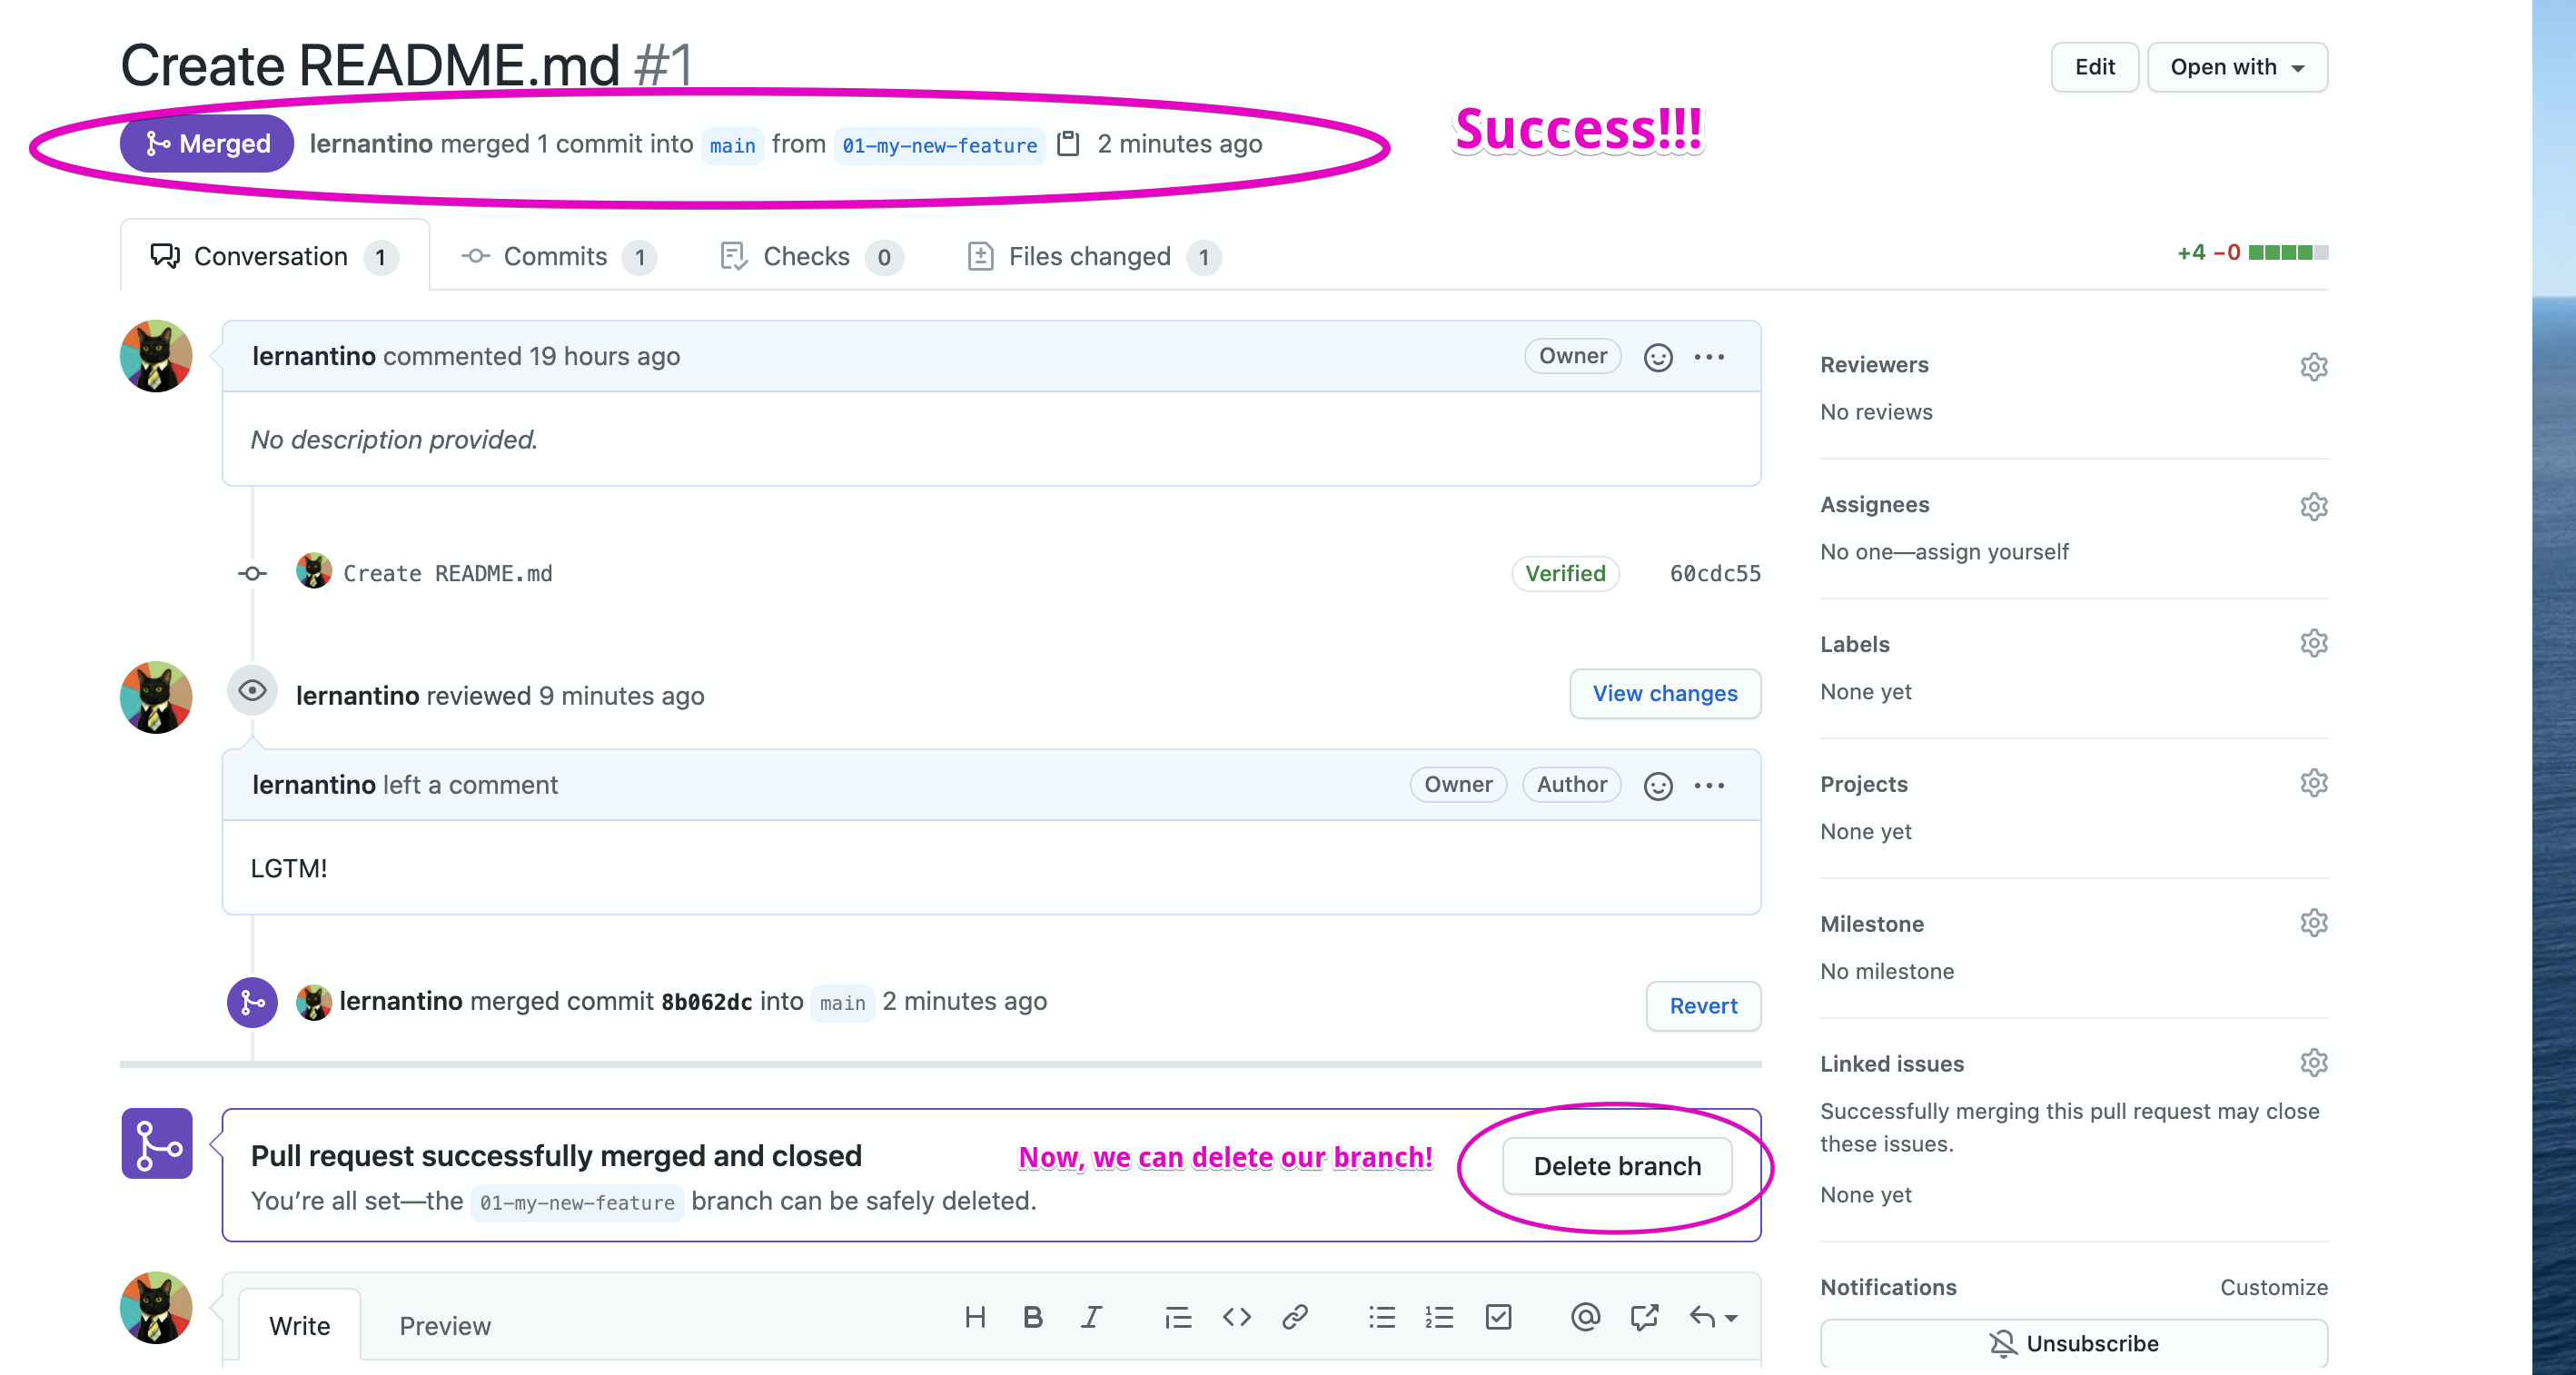 Create README.md #1
Edit
Open with
Success!!!
Merged lernantino merged 1 commit into main from 01-my-new-feature 2 minutes ago
Conversation 1 Commits 1 Checks 0 Files changed 1
+4 −0
lernantino commented 19 hours ago
Owner
No description provided.
Create README.md
Verified
60cdc55
lernantino reviewed 9 minutes ago
View changes
lernantino left a comment
Owner
Author
LGTM!
lernantino merged commit 8b062dc into main 2 minutes ago
Revert
Pull request successfully merged and closed
You’re all set—the 01-my-new-feature branch can be safely deleted.
Now, we can delete our branch!
Delete branch
Write
Preview
Reviewers
No reviews
Assignees
No one—assign yourself
Labels
None yet
Projects
None yet
Milestone
No milestone
Linked issues
Successfully merging this pull request may close
these issues.
None yet
Notifications
Customize
Unsubscribe